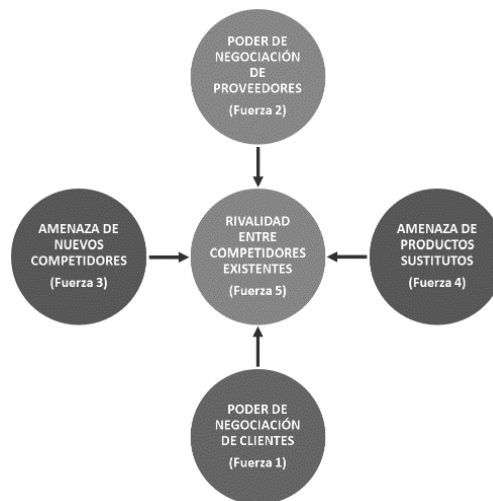 PODER DE
NEGOCIACIÓN
DE
PROVEEDORES
(Fuerza 2)
AMENAZA DE
NUEVOS
COMPETIDORES
(Fuerza 3)
RIVALIDAD
ENTRE
COMPETIDORES
EXISTENTES
(Fuerza 5)
AMENAZA DE
PRODUCTOS
SUSTITUTOS
(Fuerza 4)
PODER DE
NEGOCIACIÓN
DE CLIENTES
(Fuerza 1)